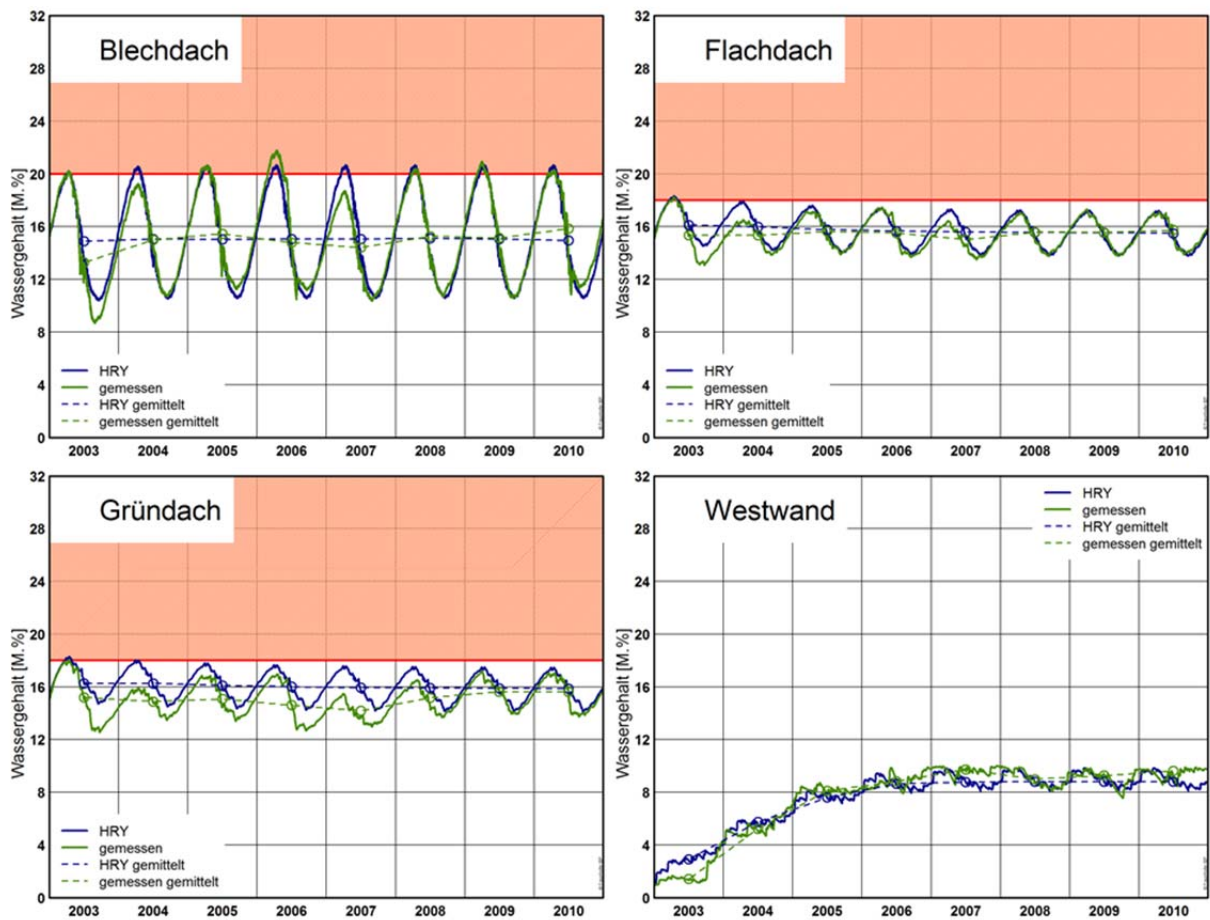 Blechdach
Wassergehalt [M.%]
32
28
24
20
16
12
8
4
0
HRY
gemessen
HRY gemittelt
gemessen gemittelt
2003 2004 2005 2006 2007 2008 2009 2010
Flachdach
Wassergehalt [M.%]
32
28
24
20
16
12
8
4
0
HRY
gemessen
HRY gemittelt
gemessen gemittelt
2003 2004 2005 2006 2007 2008 2009 2010
Gründach
Wassergehalt [M.%]
32
28
24
20
16
12
8
4
0
HRY
gemessen
HRY gemittelt
gemessen gemittelt
2003 2004 2005 2006 2007 2008 2009 2010
Westwand
Wassergehalt [M.%]
32
28
24
20
16
12
8
4
0
HRY
gemessen
HRY gemittelt
gemessen gemittelt
2003 2004 2005 2006 2007 2008 2009 2010